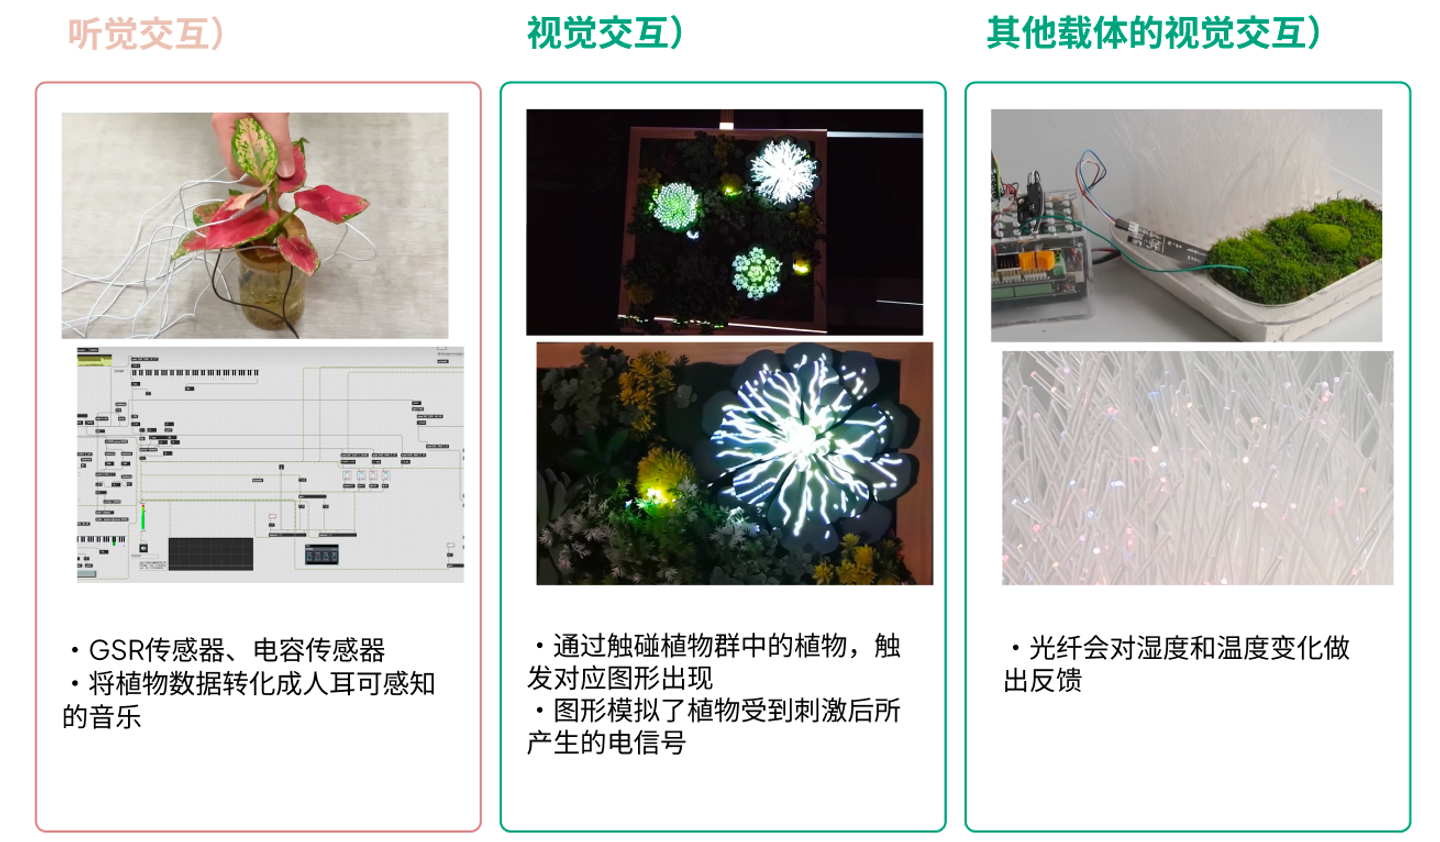 听觉交互）
视觉交互）
其他载体的视觉交互）
・GSR传感器、电容传感器
・将植物数据转化成人耳可感知
的音乐
・通过触碰植物群中的植物，触
发对应图形出现
・图形模拟了植物受到刺激后所
产生的电信号
・光纤会对湿度和温度变化做
出反馈